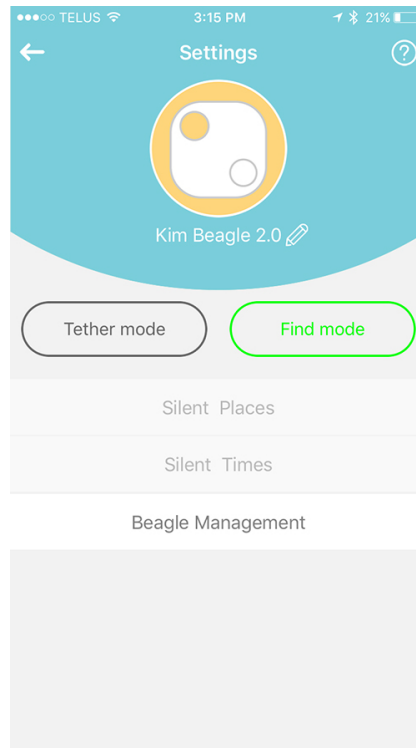 TELUS 3:15 PM 21%
Settings
?
Kim Beagle 2.0
Tether mode Find mode
Silent Places
Silent Times
Beagle Management